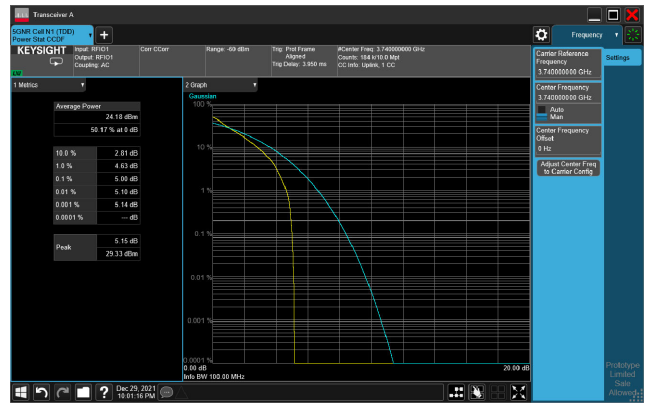 Transceiver A
5GNR Cell N1 (TDD)
Power Stat CCDF
Frequency
KEYSIGHT
Input: RFIO1
Output: RFIO1
Coupling: AC
Corr CCorr
Range: -69 dBm
Trig: Prot Frame
Aligned
Trig Delay: 3.950 ms
#Center Freq: 3.740000000 GHz
Counts: 184 k/10.0 Mpt
CC Info: Uplink, 1 CC
Carrier Reference
Frequency
3.740000000 GHz
Settings
Center Frequency
3.740000000 GHz
Auto
Man
Center Frequency
Offset
0 Hz
Adjust Center Freq
to Carrier Config
1 Metrics
Average Power
24.18 dBm
50.17 % at 0 dB
10.0 % 2.81 dB
1.0 % 4.63 dB
0.1 % 5.00 dB
0.01 % 5.10 dB
0.001 % 5.14 dB
0.0001 % --- dB
Peak
5.15 dB
29.33 dBm
2 Graph
Gaussian
100 %
10 %
1 %
0.1 %
0.01 %
0.001 %
0.0001 %
0.00 dB 20.00 dB
Info BW 100.00 MHz
Dec 29, 2021
10:01:16 PM
Prototype
Limited
Sale
Allowed